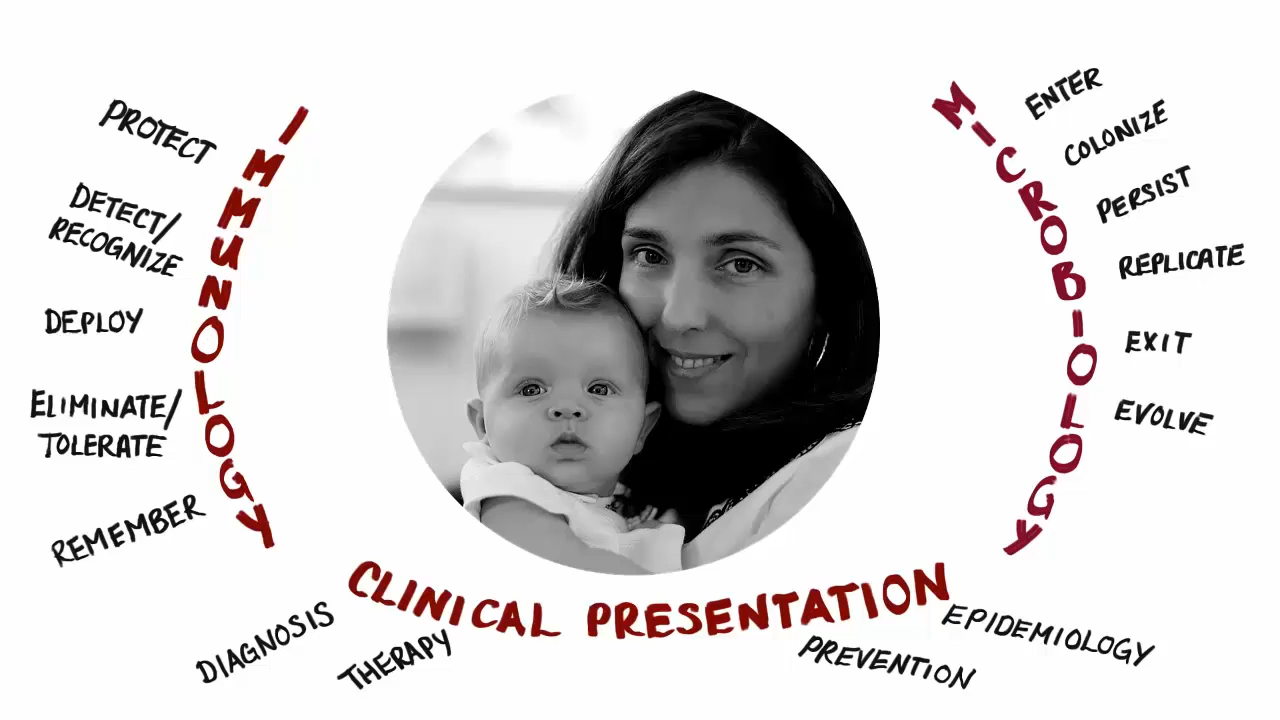 IMMUNOLOGY
PROTECT
DETECT/
RECOGNIZE
DEPLOY
ELIMINATE/
TOLERATE
REMEMBER
MICROBIOLOGY
ENTER
COLONIZE
PERSIST
REPLICATE
EXIT
EVOLVE
CLINICAL PRESENTATION
DIAGNOSIS
THERAPY
PREVENTION
EPIDEMIOLOGY